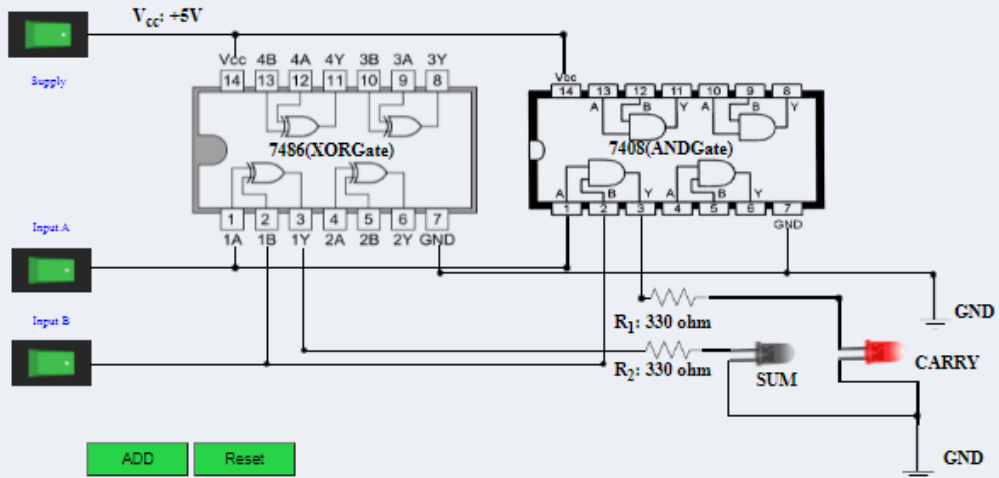 V_cc: +5V
Supply
Vcc 4B 4A 4Y 3B 3A 3Y
14 13 12 11 10 9 8
7486(XORGate)
1 2 3 4 5 6 7
1A 1B 1Y 2A 2B 2Y GND
Vcc
14 13 12 11 10 9 8
A B Y A B Y
7408(ANDGate)
A B Y A B Y
1 2 3 4 5 6 7
GND
Input A
Input B
R1: 330 ohm
GND
R2: 330 ohm
SUM
CARRY
GND
ADD
Reset